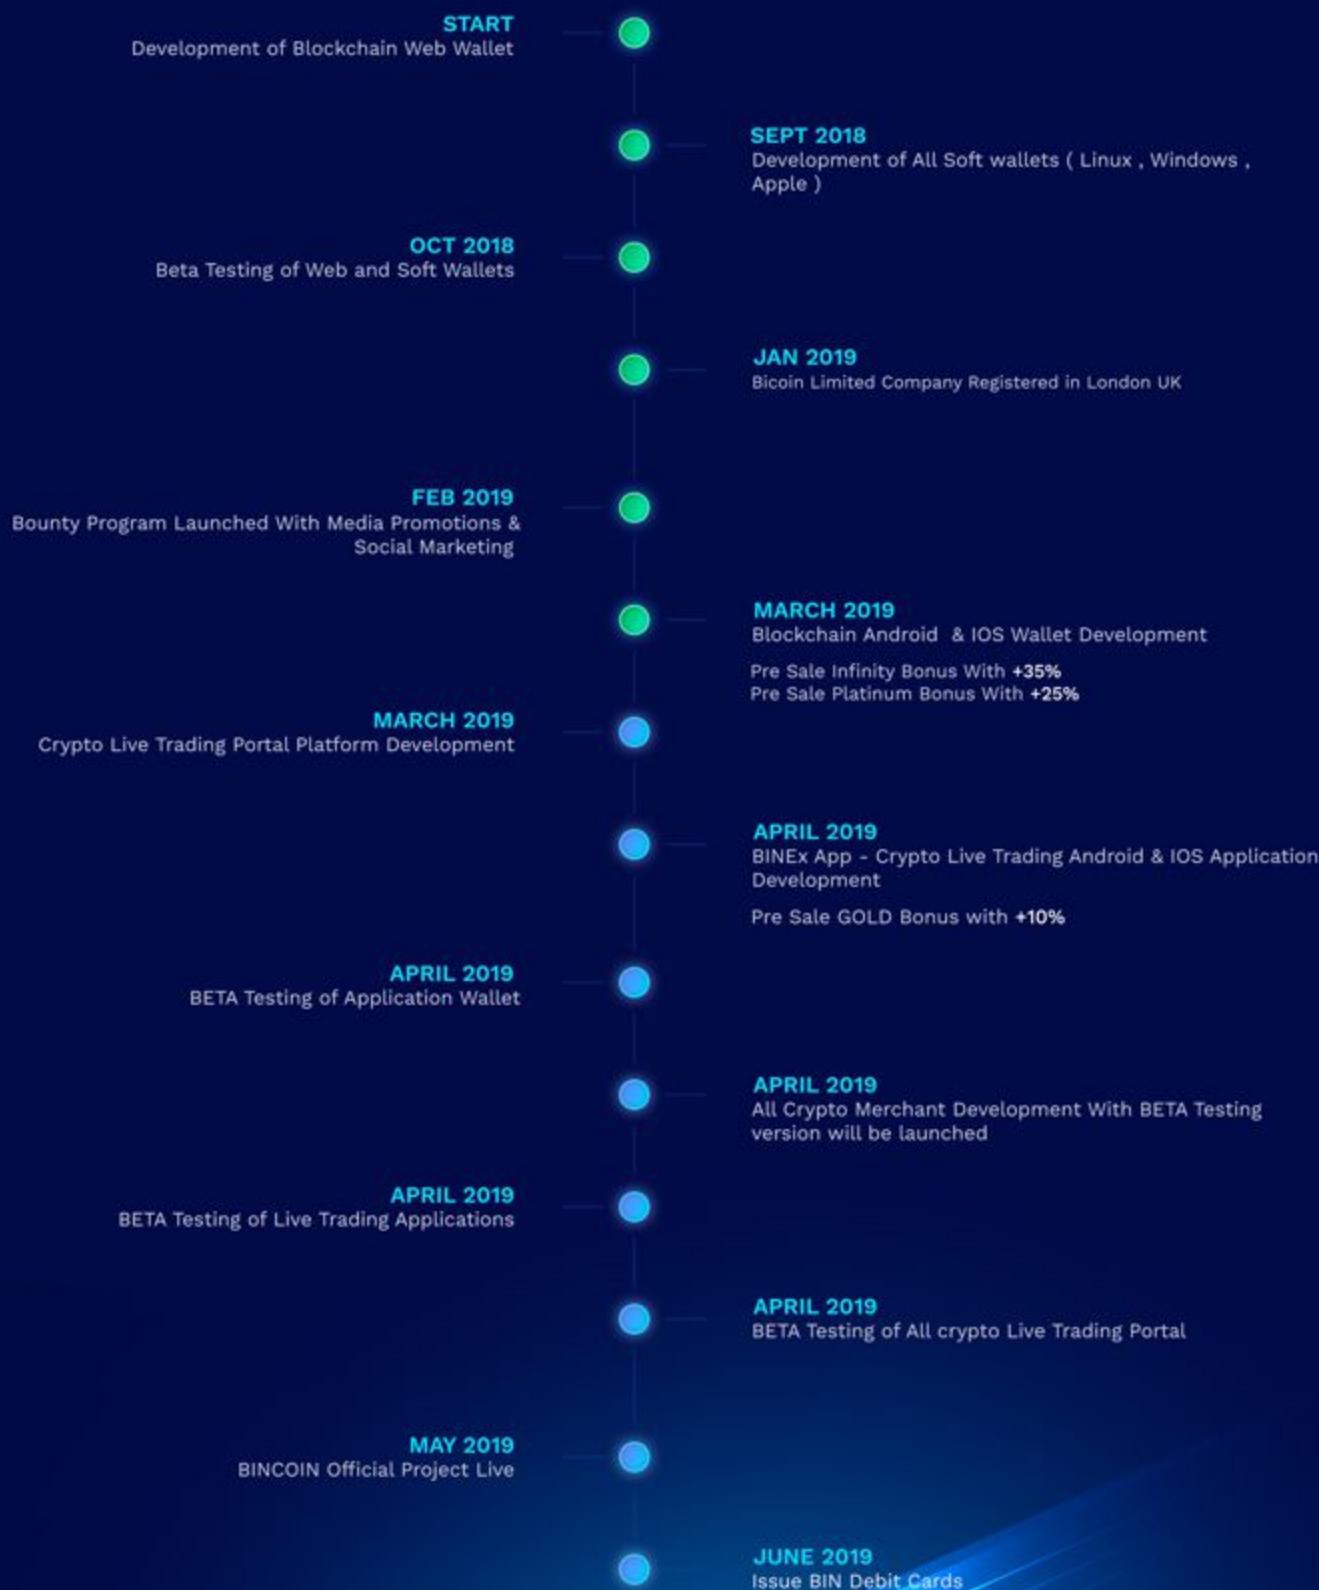 START
Development of Blockchain Web Wallet
SEPT 2018
Development of All Soft wallets ( Linux , Windows ,
Apple )
OCT 2018
Beta Testing of Web and Soft Wallets
JAN 2019
Bicoin Limited Company Registered in London UK
FEB 2019
Bounty Program Launched With Media Promotions &
Social Marketing
MARCH 2019
Blockchain Android & IOS Wallet Development
Pre Sale Infinity Bonus With +35%
Pre Sale Platinum Bonus With +25%
MARCH 2019
Crypto Live Trading Portal Platform Development
APRIL 2019
BINEx App - Crypto Live Trading Android & IOS Application
Development
Pre Sale GOLD Bonus with +10%
APRIL 2019
BETA Testing of Application Wallet
APRIL 2019
All Crypto Merchant Development With BETA Testing
version will be launched
APRIL 2019
BETA Testing of Live Trading Applications
APRIL 2019
BETA Testing of All crypto Live Trading Portal
MAY 2019
BINCOIN Official Project Live
JUNE 2019
Issue BIN Debit Cards